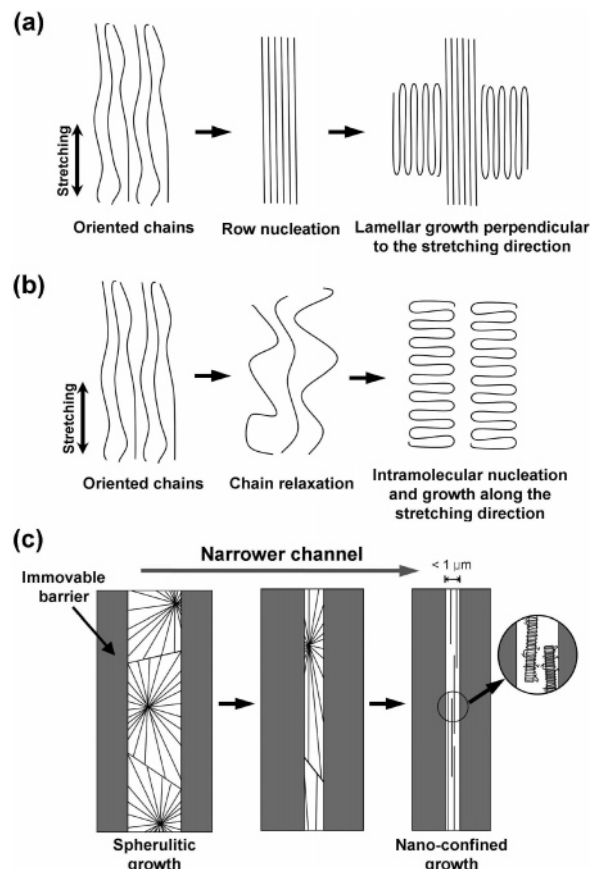 (a)
Stretching
Oriented chains
Row nucleation
Lamellar growth perpendicular
to the stretching direction
(b)
Stretching
Oriented chains
Chain relaxation
Intramolecular nucleation
and growth along the
stretching direction
(c)
Narrower channel
Immovable
barrier
< 1 μm
Spherulitic
growth
Nano-confined
growth